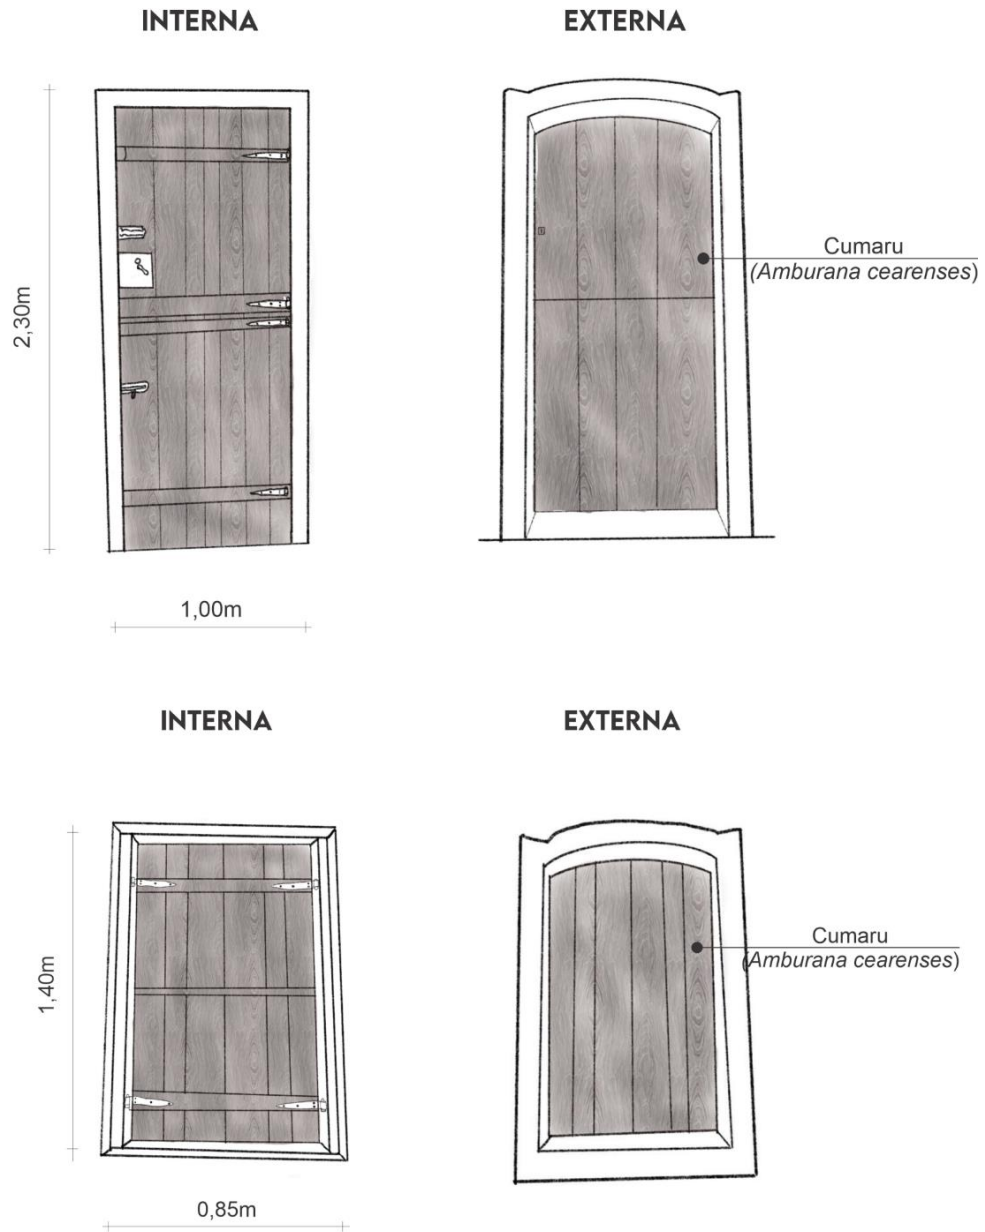 INTERNA
EXTERNA
2,30m
Cumaru
(Amburana cearenses)
1,00m
INTERNA
EXTERNA
1,40m
Cumaru
(Amburana cearenses)
0,85m